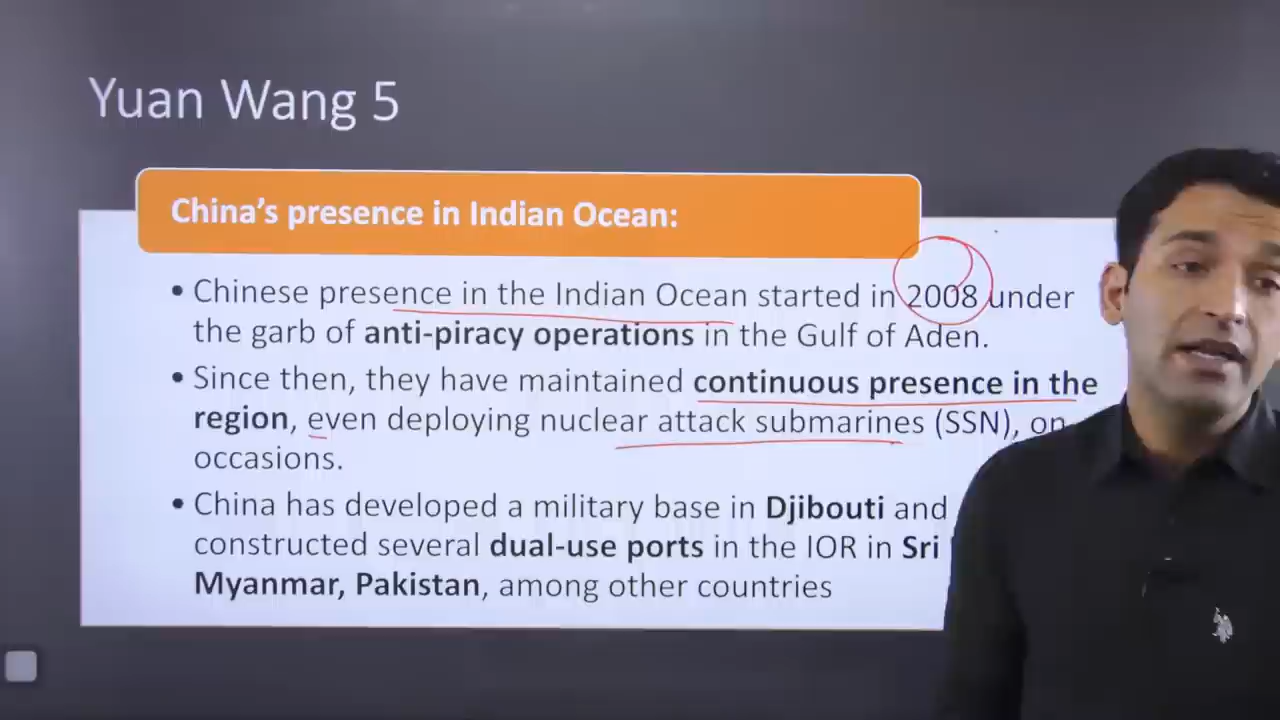 Yuan Wang 5
China's presence in Indian Ocean:
• Chinese presence in the Indian Ocean started in 2008 under
the garb of anti-piracy operations in the Gulf of Aden.
• Since then, they have maintained continuous presence in the
region, even deploying nuclear attack submarines (SSN), on
occasions.
• China has developed a military base in Djibouti and
constructed several dual-use ports in the IOR in Sri
Myanmar, Pakistan, among other countries